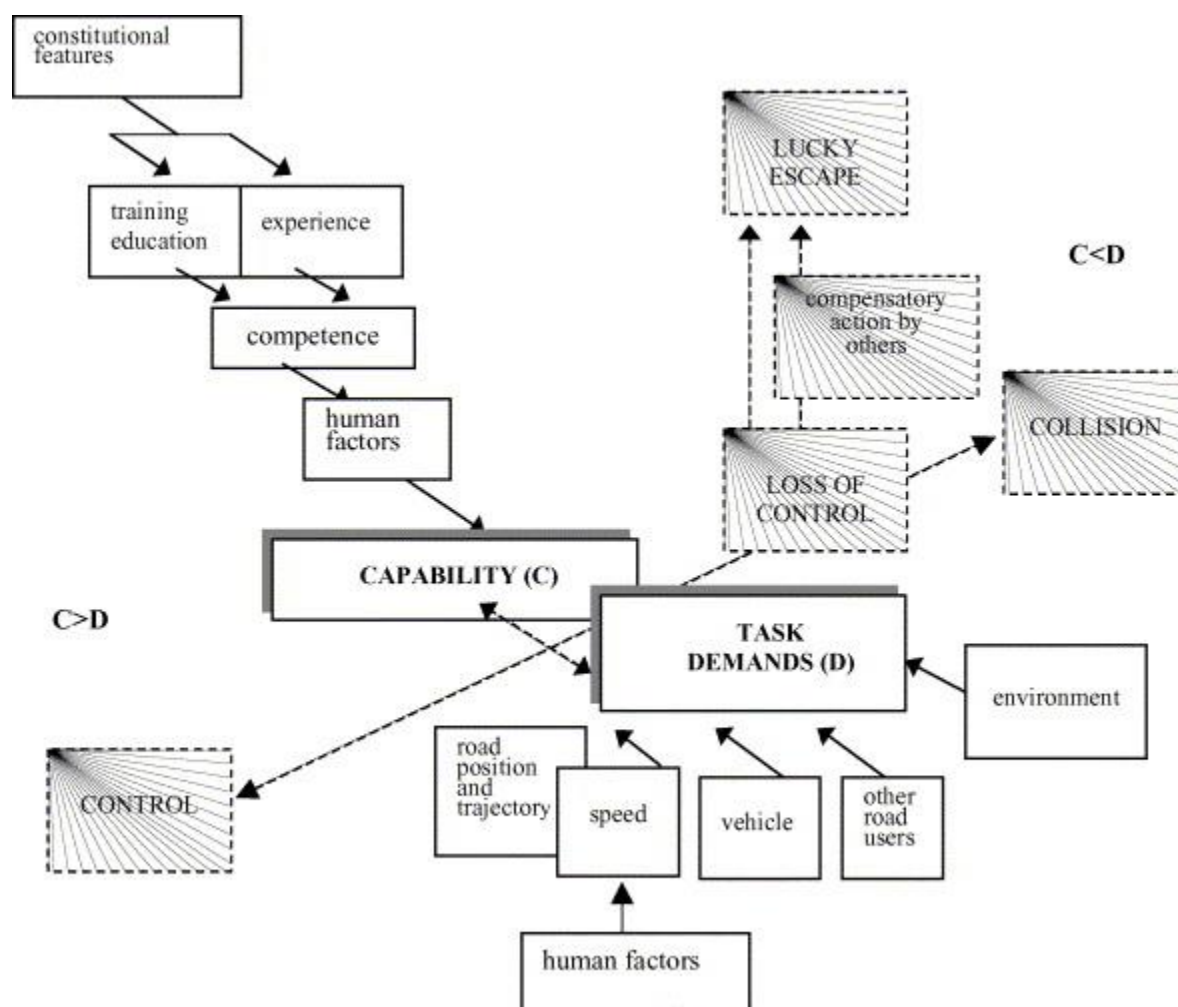 constitutional
features
training
education
experience
competence
human
factors
CAPABILITY (C)
LUCKY
ESCAPE
C<D
compensatory
action by
others
COLLISION
LOSS OF
CONTROL
C>D
TASK
DEMANDS (D)
environment
road
position
and
trajectory
speed
vehicle
other
road
users
CONTROL
human factors